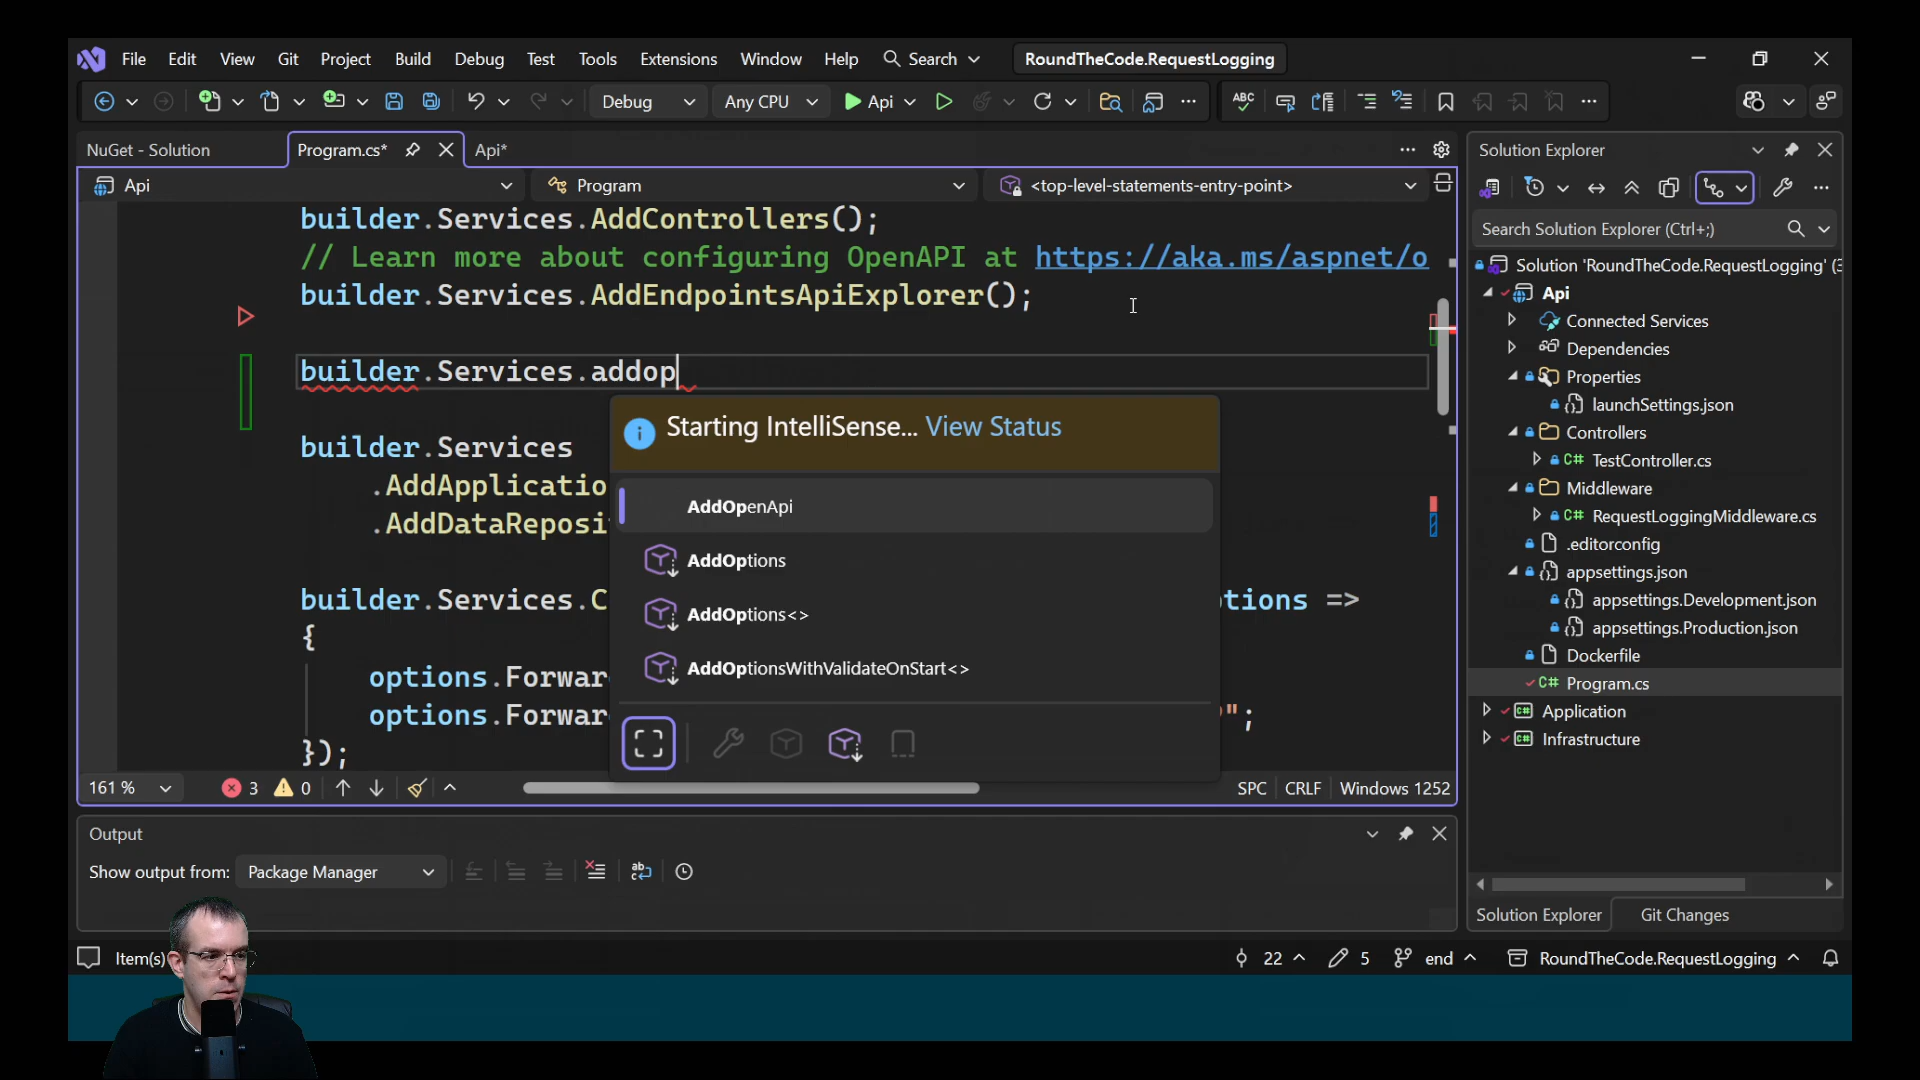 File Edit View Git Project Build Debug Test Tools Extensions Window Help Search RoundTheCode.RequestLogging
Debug Any CPU Api
NuGet - Solution Program.cs* Api*
Api Program <top-level-statements-entry-point>
builder.Services.AddControllers();
// Learn more about configuring OpenAPI at https://aka.ms/aspnet/o
builder.Services.AddEndpointsApiExplorer();
builder.Services.addop
Starting IntelliSense... View Status
AddOpenApi
AddOptions
AddOptions<>
AddOptionsWithValidateOnStart<>
builder.Services
.AddApplicatio
.AddDataReposi
builder.Services.C tions =>
{
options.Forwar
options.Forwar ";
});
161 % 3 0 SPC CRLF Windows 1252
Output
Show output from: Package Manager
Solution Explorer
Search Solution Explorer (Ctrl+;)
Solution 'RoundTheCode.RequestLogging' (3
Api
Connected Services
Dependencies
Properties
launchSettings.json
Controllers
C# TestController.cs
Middleware
C# RequestLoggingMiddleware.cs
.editorconfig
appsettings.json
appsettings.Development.json
appsettings.Production.json
Dockerfile
C# Program.cs
Application
Infrastructure
Solution Explorer Git Changes
Item(s) 22 5 end RoundTheCode.RequestLogging